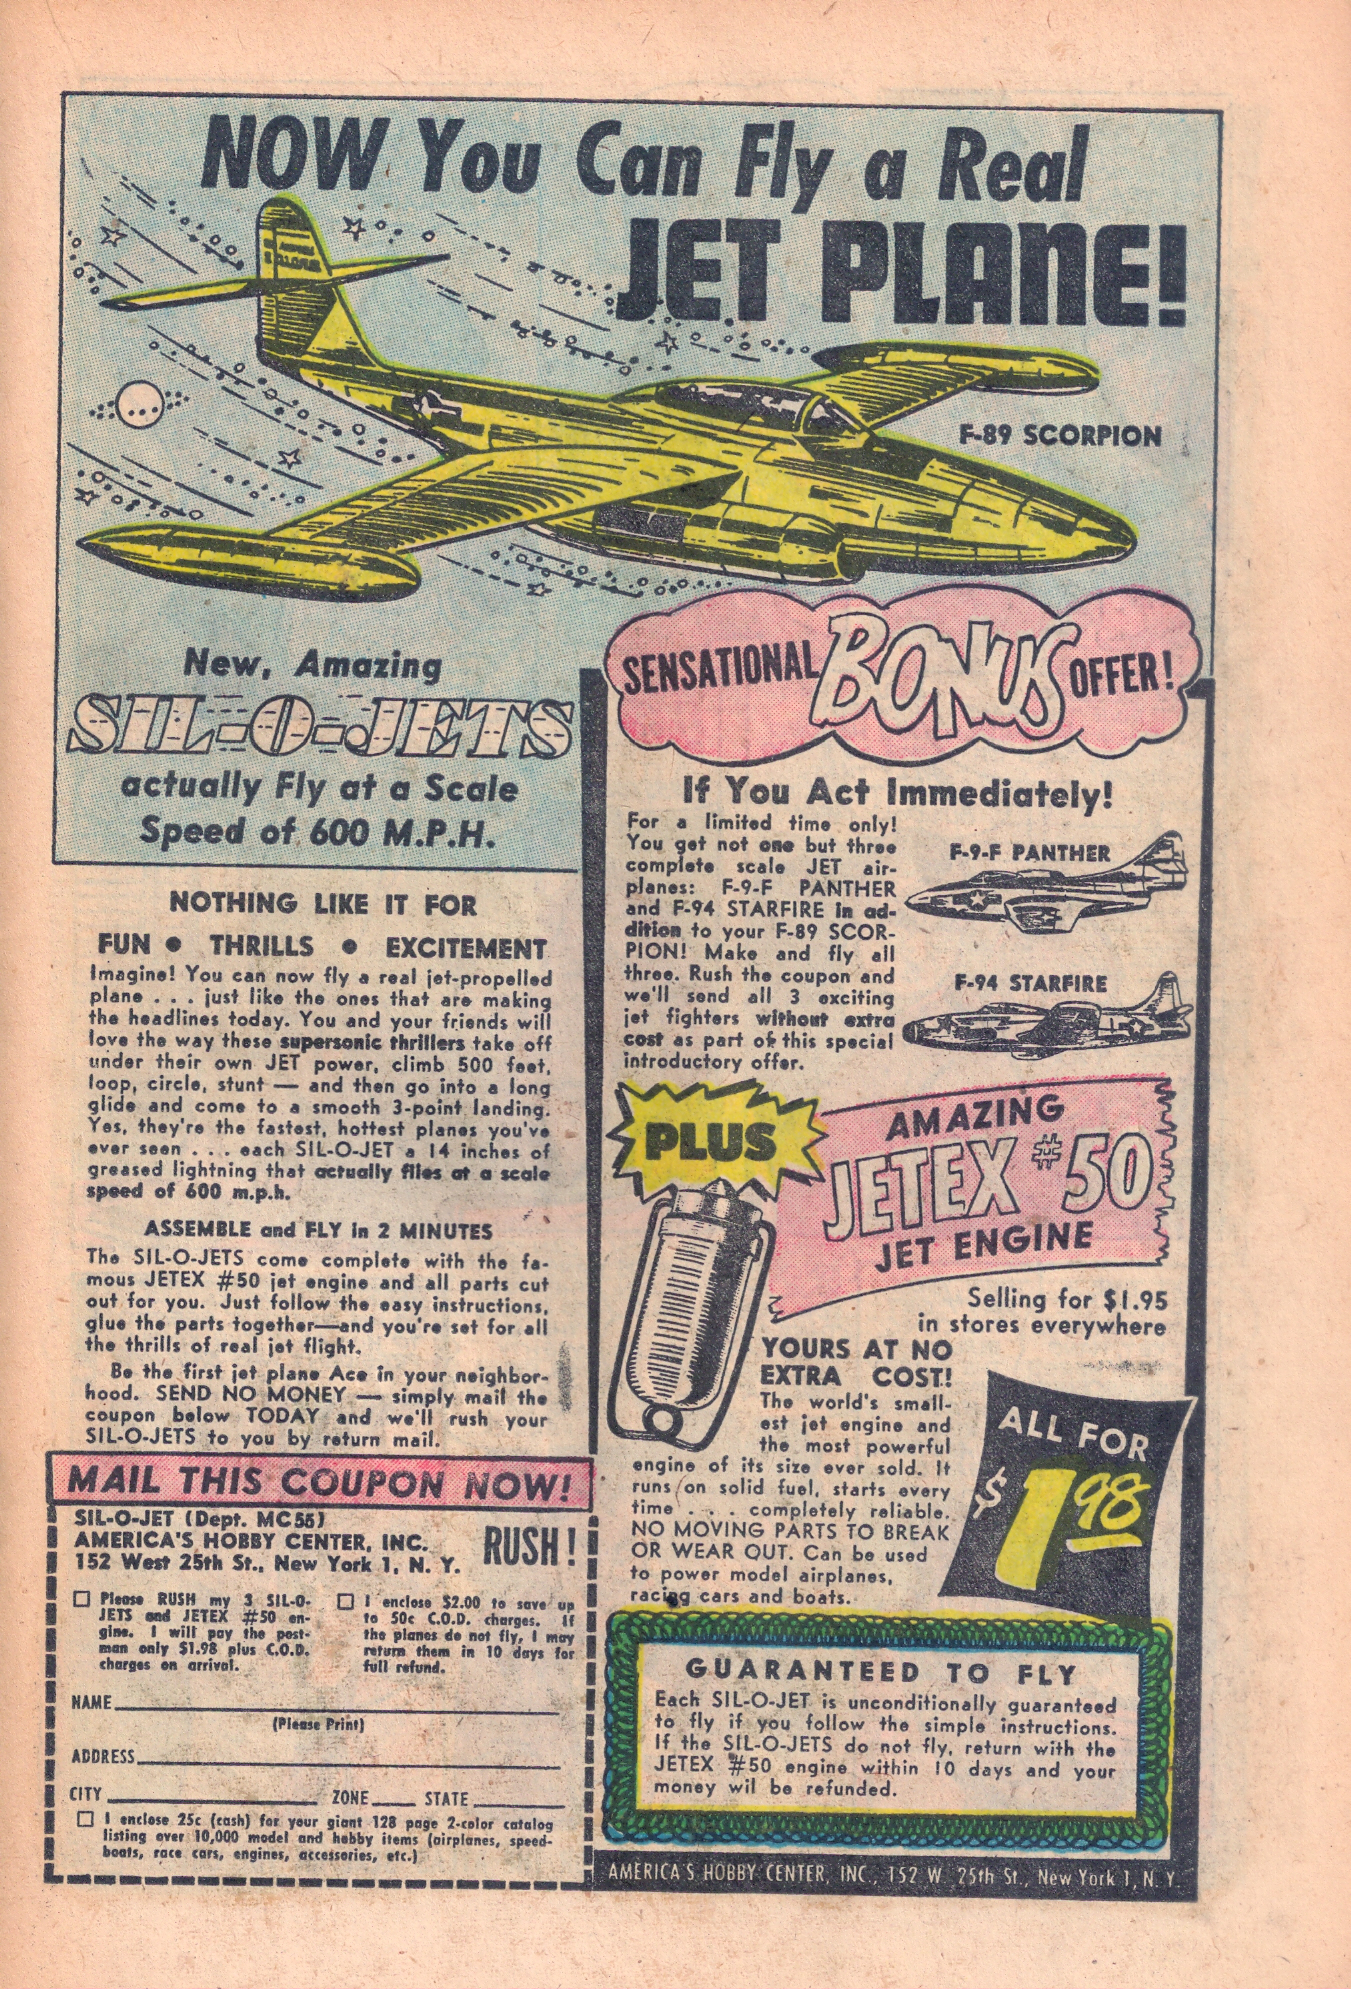 NOW You Can Fly a Real
JET PLANE!
F-89 SCORPION
New, Amazing
SIL-O-JETS
actually Fly at a Scale
Speed of 600 M.P.H.
NOTHING LIKE IT FOR
FUN • THRILLS • EXCITEMENT
Imagine! You can now fly a real jet-propelled
plane . . . just like the ones that are making
the headlines today. You and your friends will
love the way these supersonic thrillers take off
under their own JET power, climb 500 feet,
loop, circle, stunt — and then go into a long
glide and come to a smooth 3-point landing.
Yes, they're the fastest, hottest planes you've
ever seen . . . each SIL-O-JET a 14 inches of
greased lightning that actually flies at a scale
speed of 600 m.p.h.
ASSEMBLE and FLY in 2 MINUTES
The SIL-O-JETS come complete with the fa-
mous JETEX #50 jet engine and all parts cut
out for you. Just follow the easy instructions,
glue the parts together—and you're set for all
the thrills of real jet flight.
Be the first jet plane Ace in your neighbor-
hood. SEND NO MONEY — simply mail the
coupon below TODAY and we'll rush your
SIL-O-JETS to you by return mail.
MAIL THIS COUPON NOW!
SIL-O-JET (Dept. MC55)
AMERICA'S HOBBY CENTER, INC.
152 West 25th St., New York 1, N. Y.
RUSH!
Please RUSH my 3 SIL-O-
JETS and JETEX #50 en-
gine. I will pay the post-
man only $1.98 plus C.O.D.
charges on arrival.
I enclose $2.00 to save up
to 50c C.O.D. charges. If
the planes do not fly, I may
return them in 10 days for
full refund.
NAME
(Please Print)
ADDRESS
CITY ZONE STATE
I enclose 25c (cash) for your giant 128 page 2-color catalog
listing over 10,000 model and hobby items (airplanes, speed-
boats, race cars, engines, accessories, etc.)
SENSATIONAL BONUS OFFER!
If You Act Immediately!
For a limited time only!
You get not one but three
complete scale JET air-
planes: F-9-F PANTHER
and F-94 STARFIRE in ad-
dition to your F-89 SCOR-
PION! Make and fly all
three. Rush the coupon and
we'll send all 3 exciting
jet fighters without extra
cost as part of this special
introductory offer.
F-9-F PANTHER
F-94 STARFIRE
PLUS
AMAZING
JETEX #50
JET ENGINE
Selling for $1.95
in stores everywhere
YOURS AT NO
EXTRA COST!
The world's small-
est jet engine and
the most powerful
engine of its size ever sold. It
runs on solid fuel, starts every
time . . . . completely reliable.
NO MOVING PARTS TO BREAK
OR WEAR OUT. Can be used
to power model airplanes,
racing cars and boats.
ALL FOR
$1.98
GUARANTEED TO FLY
Each SIL-O-JET is unconditionally guaranteed
to fly if you follow the simple instructions.
If the SIL-O-JETS do not fly, return with the
JETEX #50 engine within 10 days and your
money wil be refunded.
AMERICA'S HOBBY CENTER, INC., 152 W. 25th St., New York 1, N. Y.